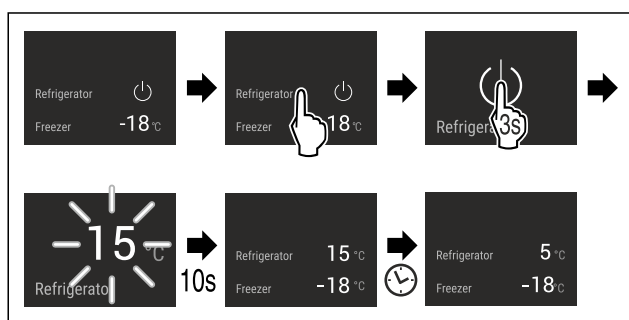 Refrigerator
Freezer -18 °C
Refrigerator
Freezer 18 °C
Refrigera 3s
15 °C
Refrigerato
10s
Refrigerator 15 °C
Freezer -18 °C
Refrigerator 5 °C
Freezer -18°C